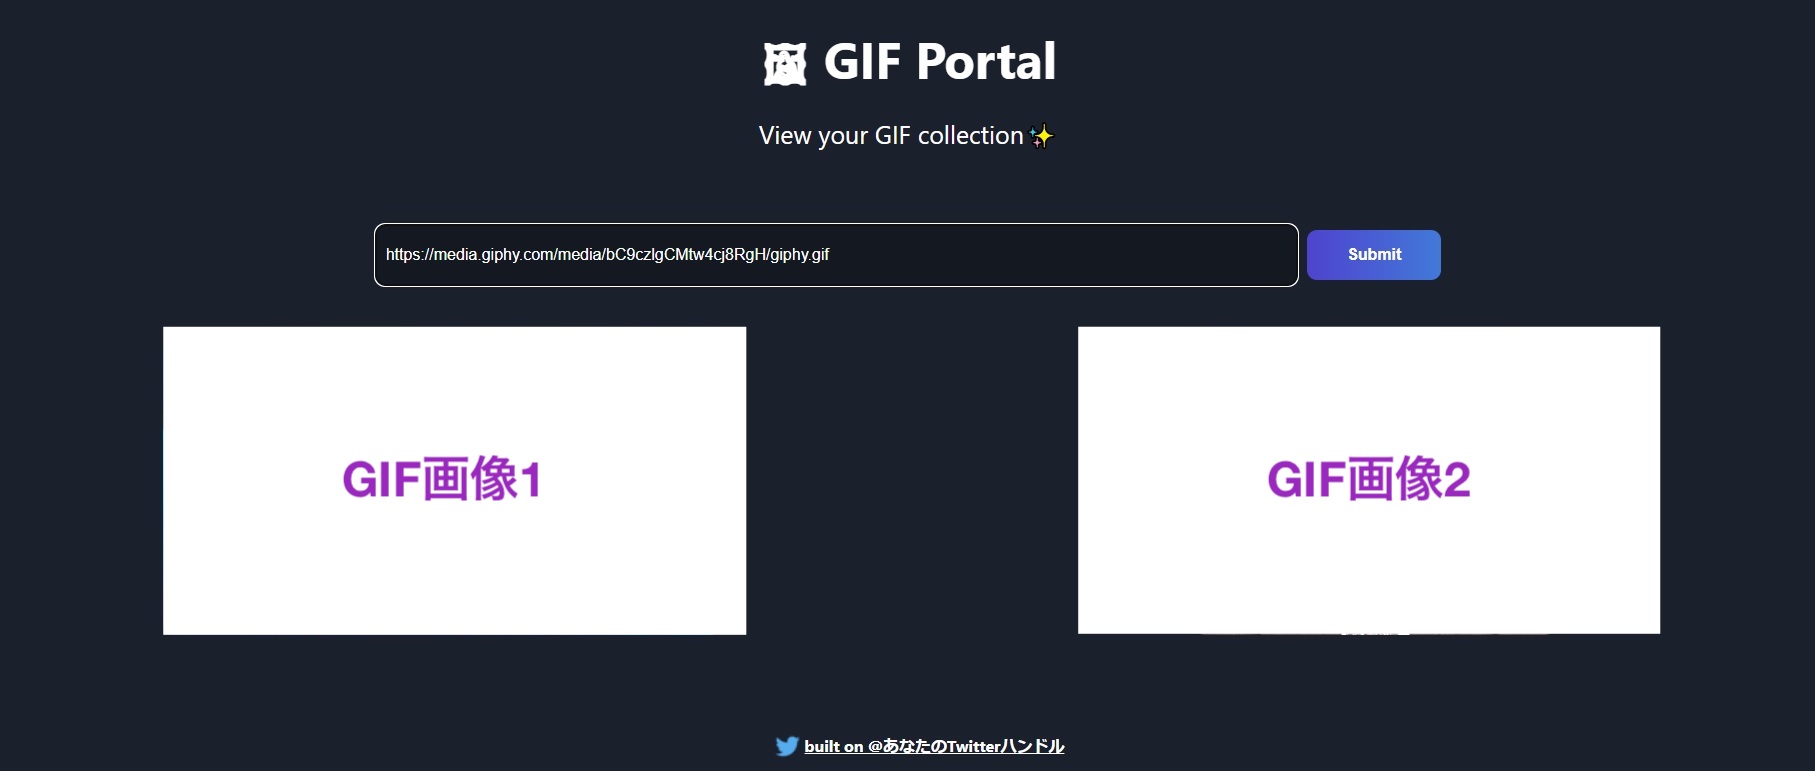 GIF Portal
View your GIF collection✨
https://media.giphy.com/media/bC9czlgCMtw4cj8RgH/giphy.gif
Submit
GIF画像1
GIF画像2
built on @あなたのTwitterハンドル